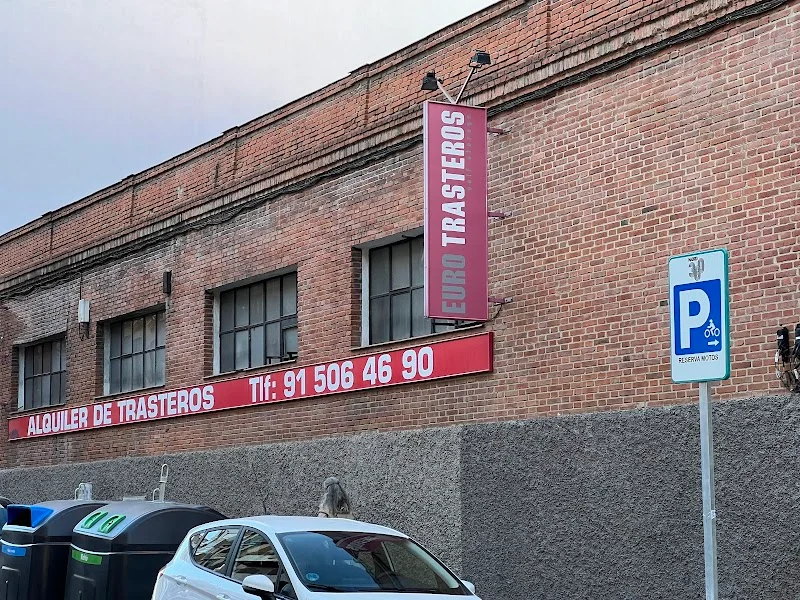 EURO TRASTEROS
ALQUILER DE TRASTEROS Tlf: 91 506 46 90
P
RESERVA MOTOS